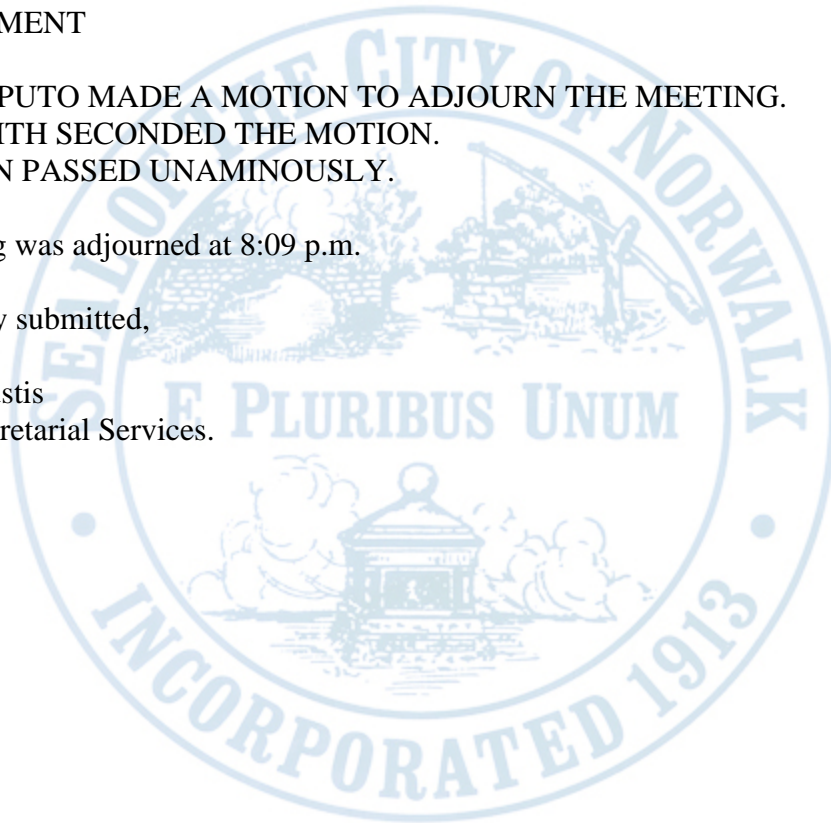 MENT
PUTO MADE A MOTION TO ADJOURN THE MEETING.
ITH SECONDED THE MOTION.
N PASSED UNAMINOUSLY.
g was adjourned at 8:09 p.m.
y submitted,
stis
retarial Services.
SEAL OF THE CITY OF NORWALK
E PLURIBUS UNUM
INCORPORATED 1913